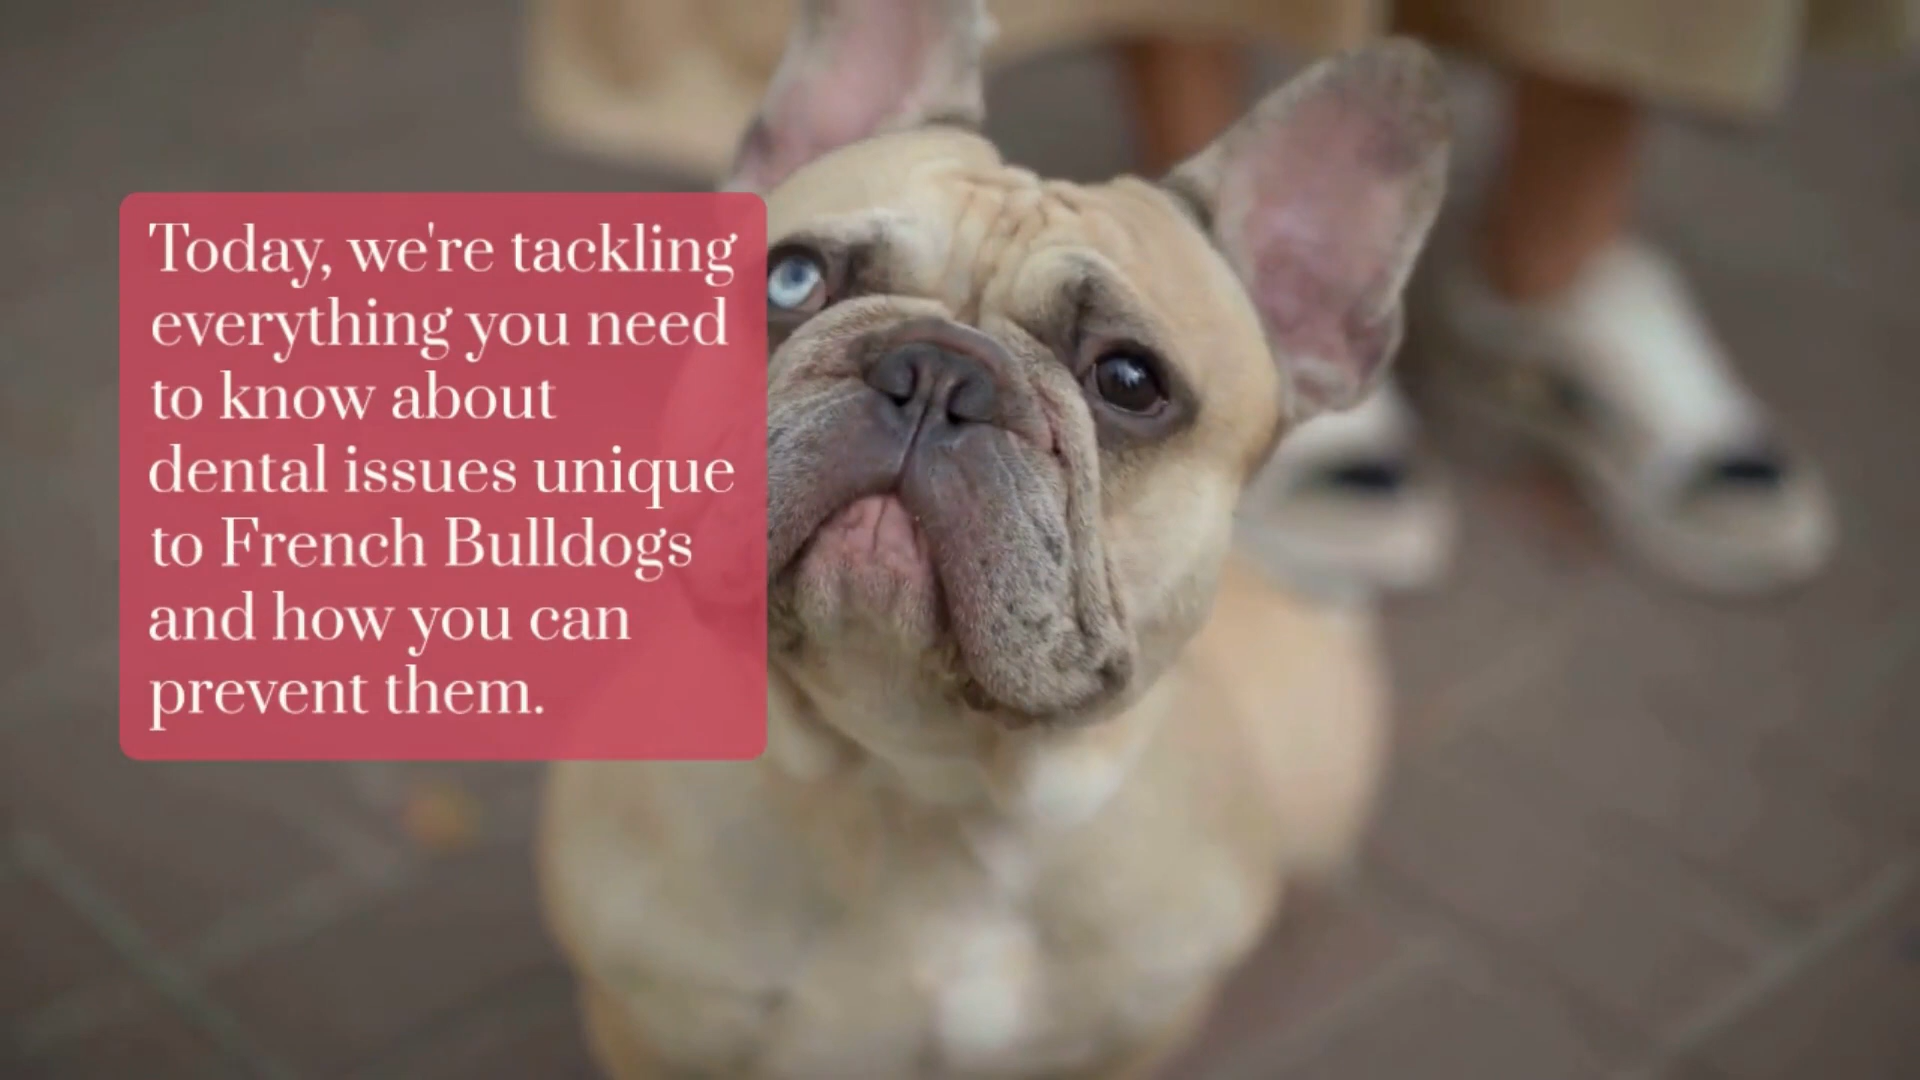 Today, we're tackling
everything you need
to know about
dental issues unique
to French Bulldogs
and how you can
prevent them.